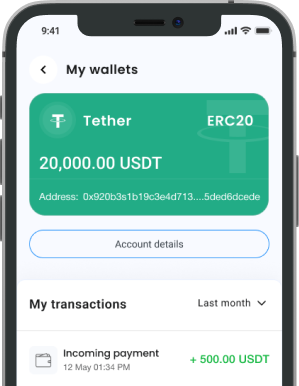 9:41
My wallets
Tether ERC20
20,000.00 USDT
Address: 0x920b3s1b19c3e4d713....5ded6dcede
Account details
My transactions Last month
Incoming payment
12 May 01:34 PM
+ 500.00 USDT